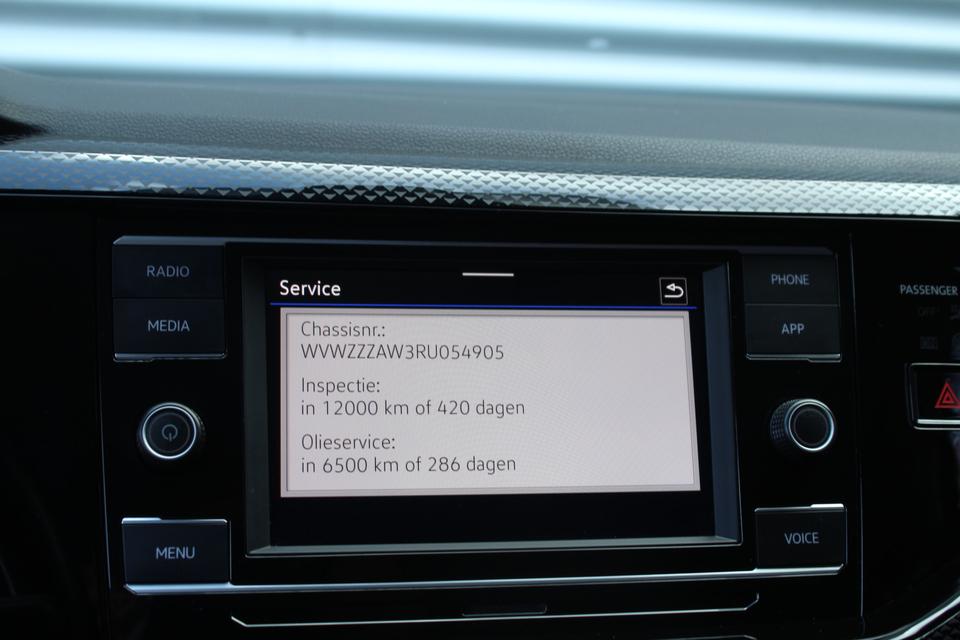 RADIO
MEDIA
MENU
Service
Chassisnr.:
WVWZZZAW3RU054905
Inspectie:
in 12000 km of 420 dagen
Olieservice:
in 6500 km of 286 dagen
PHONE
APP
VOICE
PASSENGER
OFF